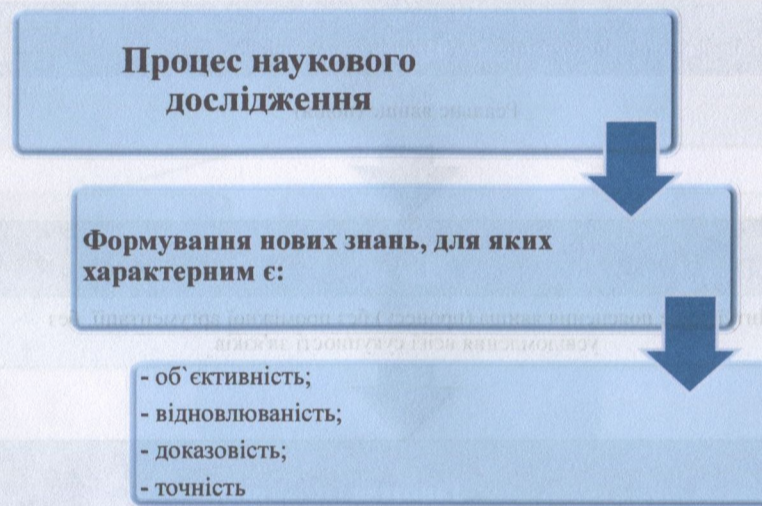 Процес наукового
дослідження
Формування нових знань, для яких
характерним є:
- об`єктивність;
- відновлюваність;
- доказовість;
- точність